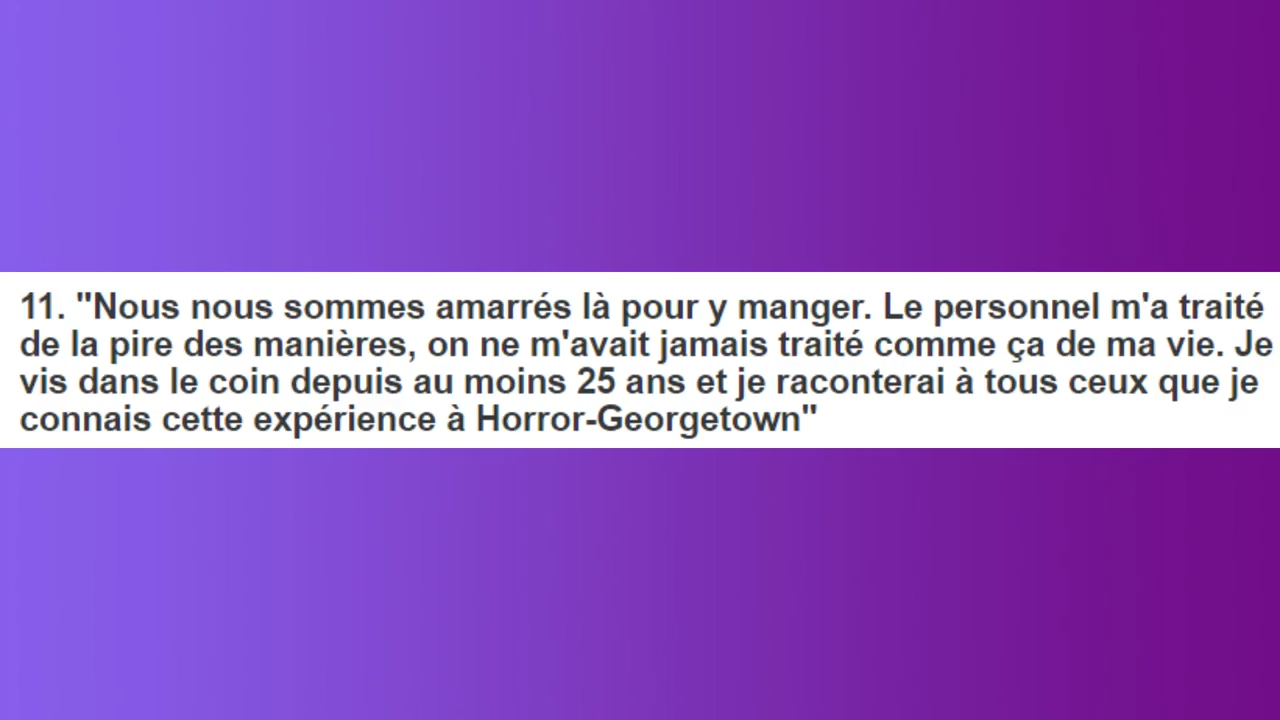 11. "Nous nous sommes amarrés là pour y manger. Le personnel m'a traité
de la pire des manières, on ne m'avait jamais traité comme ça de ma vie. Je
vis dans le coin depuis au moins 25 ans et je raconterai à tous ceux que je
connais cette expérience à Horror-Georgetown"